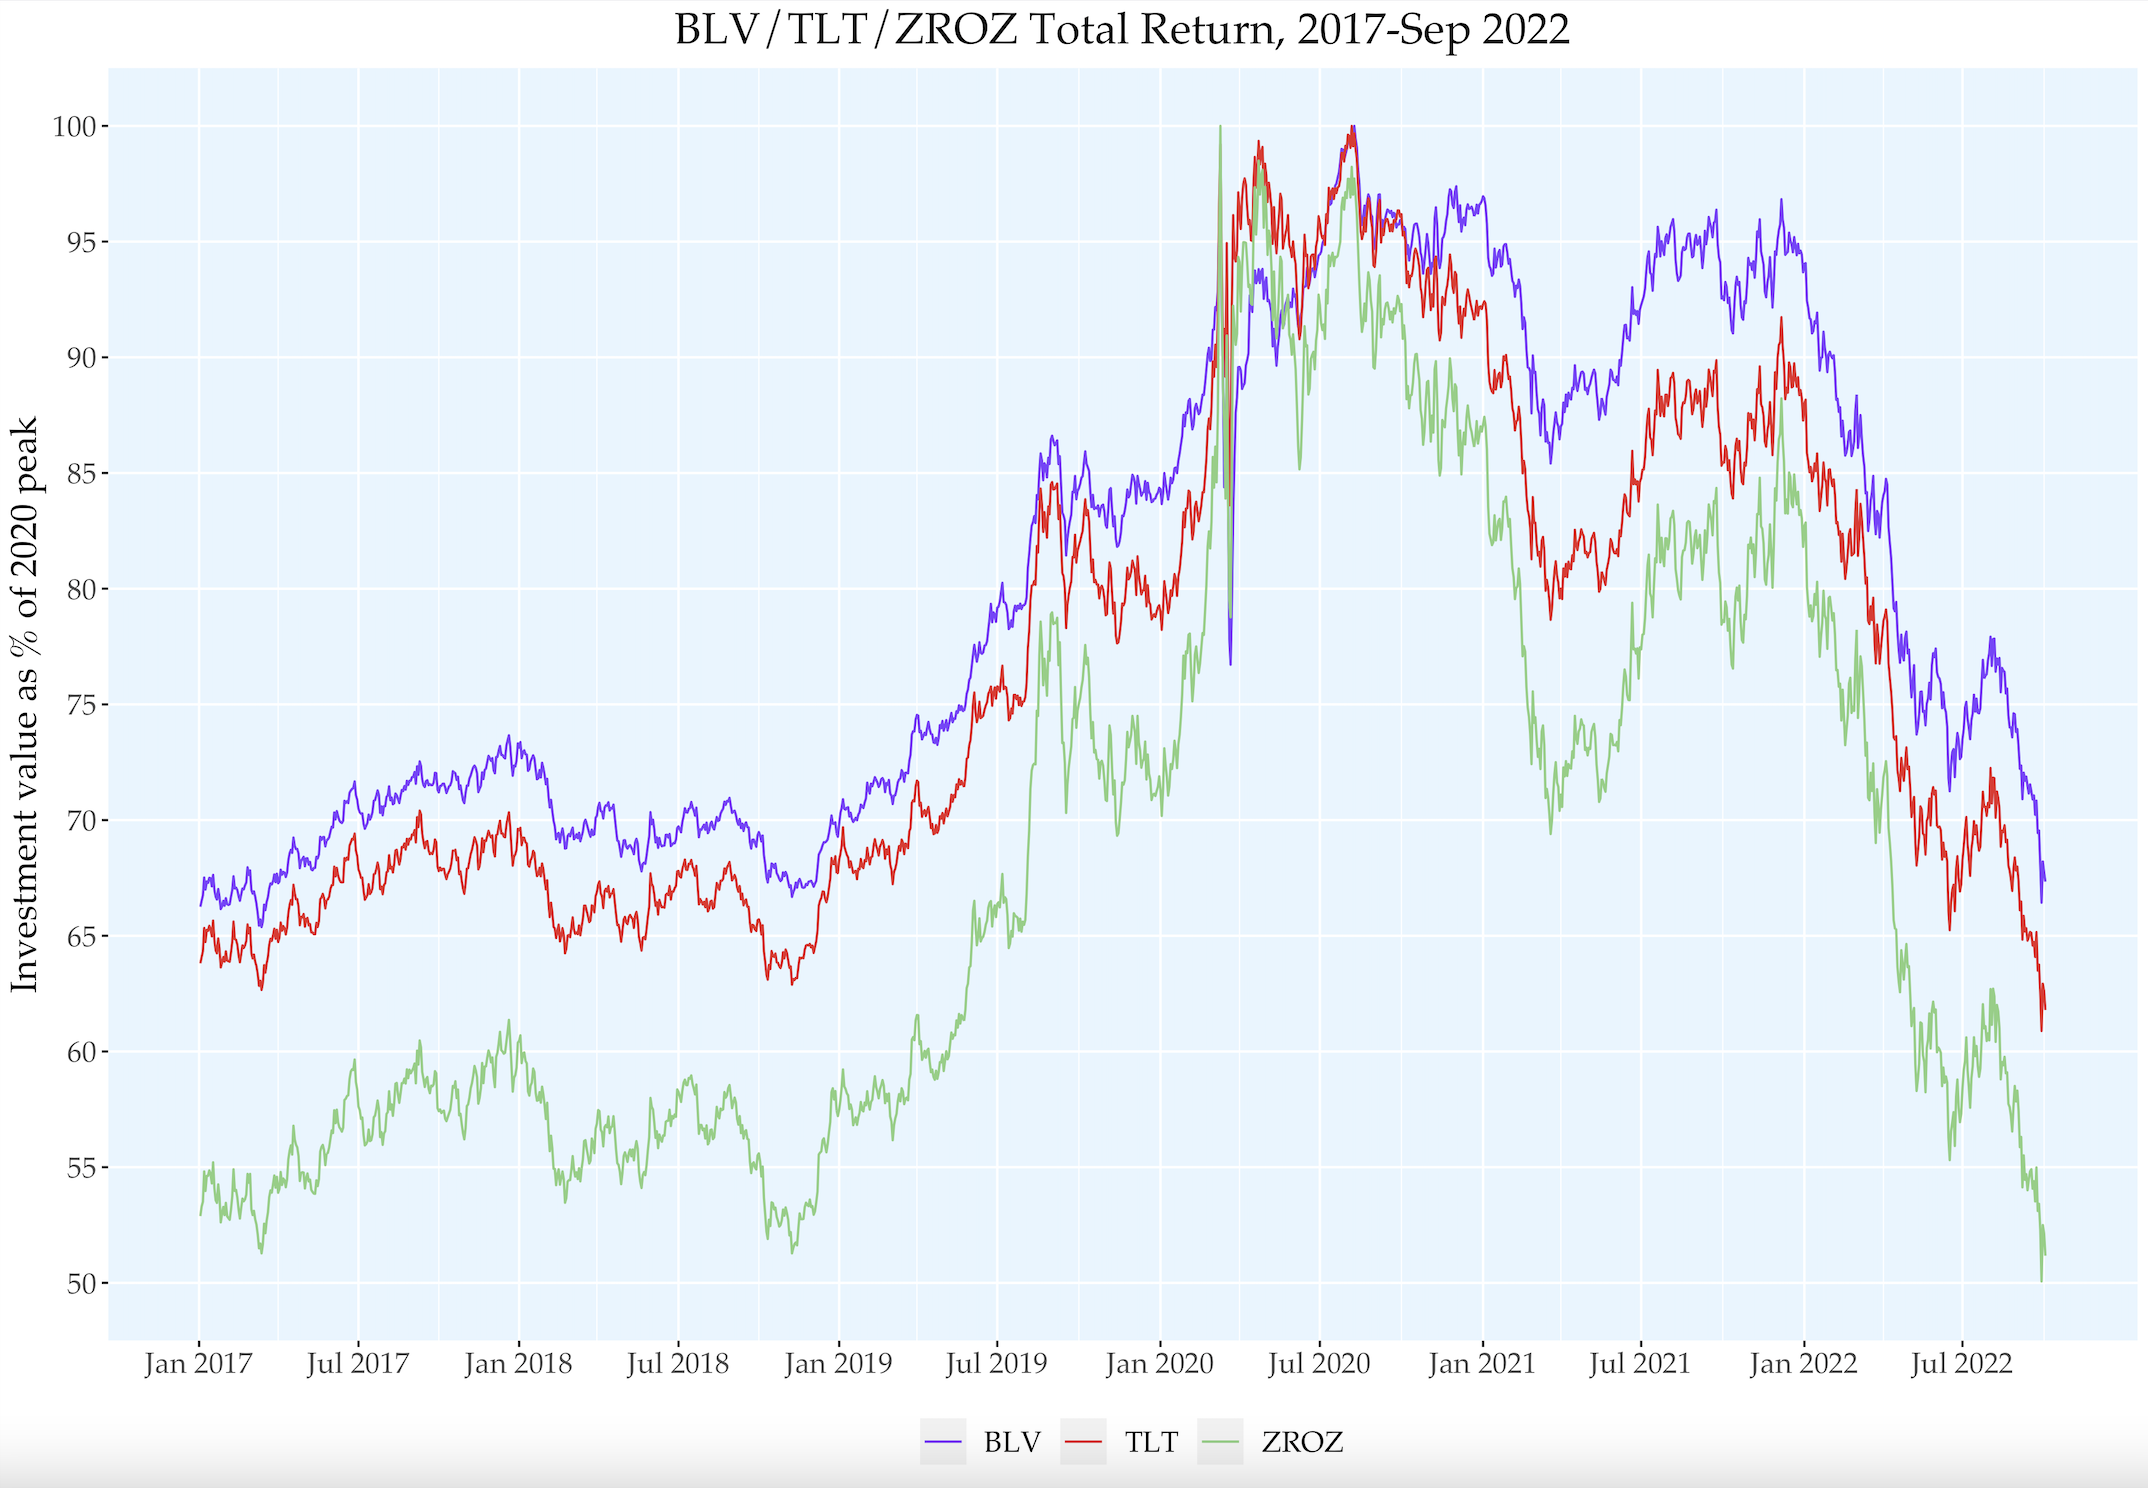 BLV/TLT/ZROZ Total Return, 2017-Sep 2022
Investment value as % of 2020 peak
100
95
90
85
80
75
70
65
60
55
50
Jan 2017 Jul 2017 Jan 2018 Jul 2018 Jan 2019 Jul 2019 Jan 2020 Jul 2020 Jan 2021 Jul 2021 Jan 2022 Jul 2022
BLV TLT ZROZ